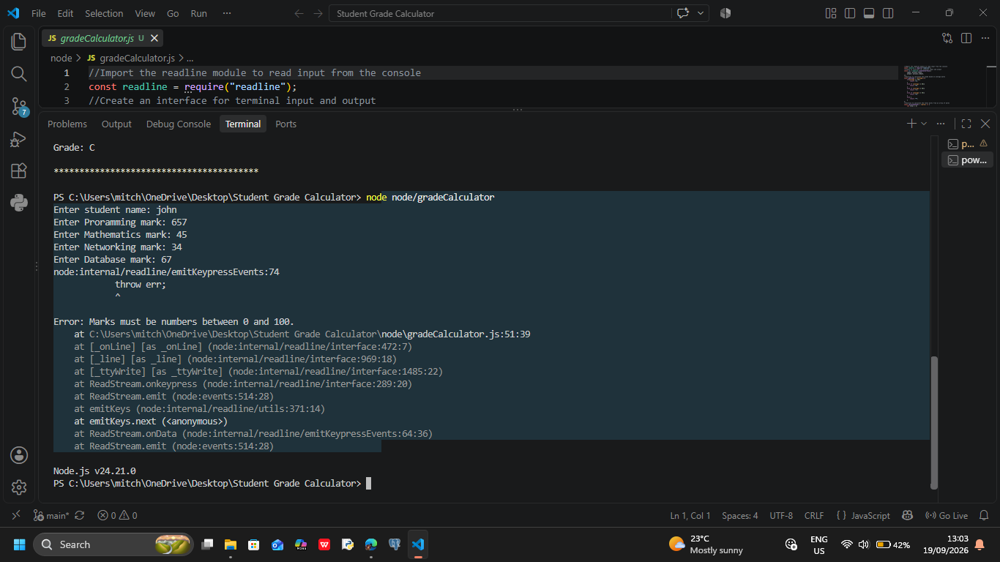 File Edit Selection View Go Run ···
Student Grade Calculator
JS gradeCalculator.js U
node > JS gradeCalculator.js > ...
1 //Import the readline module to read input from the console
2 const readline = require("readline");
3 //Create an interface for terminal input and output
Problems Output Debug Console Terminal Ports
Grade: C
****************************************
PS C:\Users\mitch\OneDrive\Desktop\Student Grade Calculator> node node/gradeCalculator
Enter student name: john
Enter Proramming mark: 657
Enter Mathematics mark: 45
Enter Networking mark: 34
Enter Database mark: 67
node:internal/readline/emitKeypressEvents:74
throw err;
^
Error: Marks must be numbers between 0 and 100.
at C:\Users\mitch\OneDrive\Desktop\Student Grade Calculator\node\gradeCalculator.js:51:39
at [_onLine] [as _onLine] (node:internal/readline/interface:472:7)
at [_line] [as _line] (node:internal/readline/interface:969:18)
at [_ttyWrite] [as _ttyWrite] (node:internal/readline/interface:1485:22)
at ReadStream.onkeypress (node:internal/readline/interface:289:20)
at ReadStream.emit (node:events:514:28)
at emitKeys (node:internal/readline/utils:371:14)
at emitKeys.next (<anonymous>)
at ReadStream.onData (node:internal/readline/emitKeypressEvents:64:36)
at ReadStream.emit (node:events:514:28)
Node.js v24.21.0
PS C:\Users\mitch\OneDrive\Desktop\Student Grade Calculator>
p...
pow...
7
main* 0 0
Ln 1, Col 1 Spaces: 4 UTF-8 CRLF { } JavaScript Go Live
Search
23°C
Mostly sunny
ENG
US
42%
13:03
19/09/2026